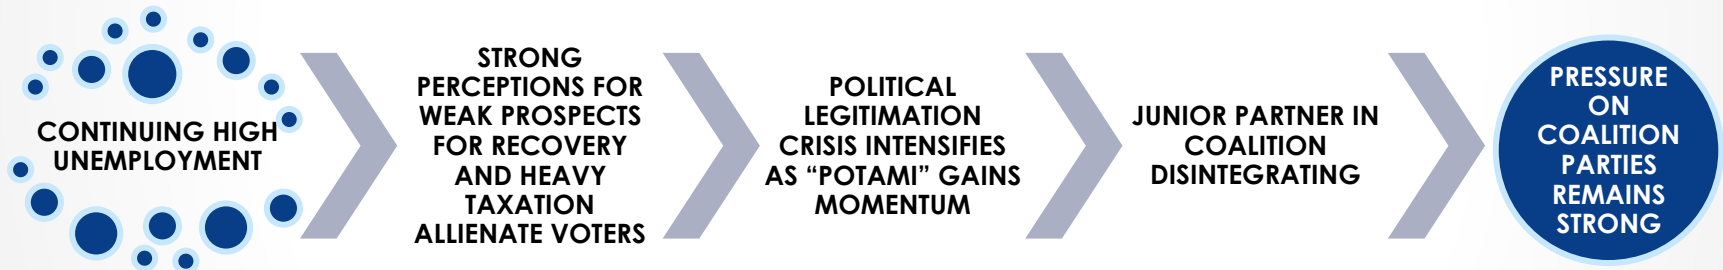 CONTINUING HIGH
UNEMPLOYMENT
STRONG
PERCEPTIONS FOR
WEAK PROSPECTS
FOR RECOVERY
AND HEAVY
TAXATION
ALLIENATE VOTERS
POLITICAL
LEGITIMATION
CRISIS INTENSIFIES
AS “POTAMI” GAINS
MOMENTUM
JUNIOR PARTNER IN
COALITION
DISINTEGRATING
PRESSURE
ON
COALITION
PARTIES
REMAINS
STRONG